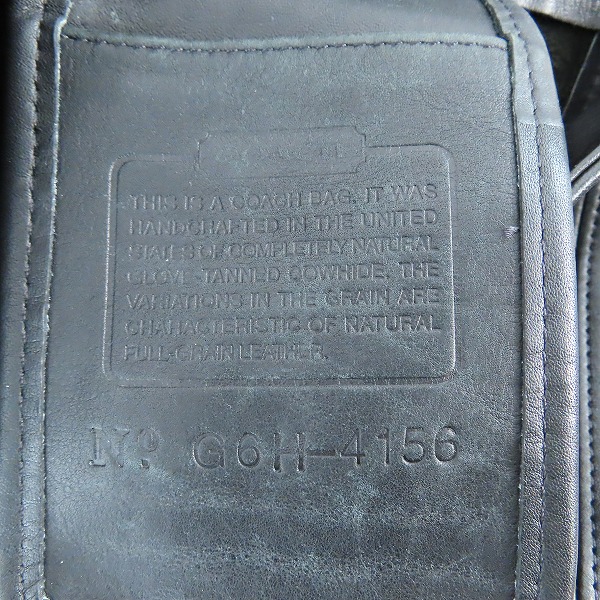 COACH
THIS IS A COACH BAG. IT WAS
HANDCRAFTED IN THE UNITED
STATES OF COMPLETELY NATURAL
GLOVE-TANNED COWHIDE. THE
VARIATIONS IN THE GRAIN ARE
CHARACTERISTIC OF NATURAL
FULL-GRAIN LEATHER.
Nº G6H-4156